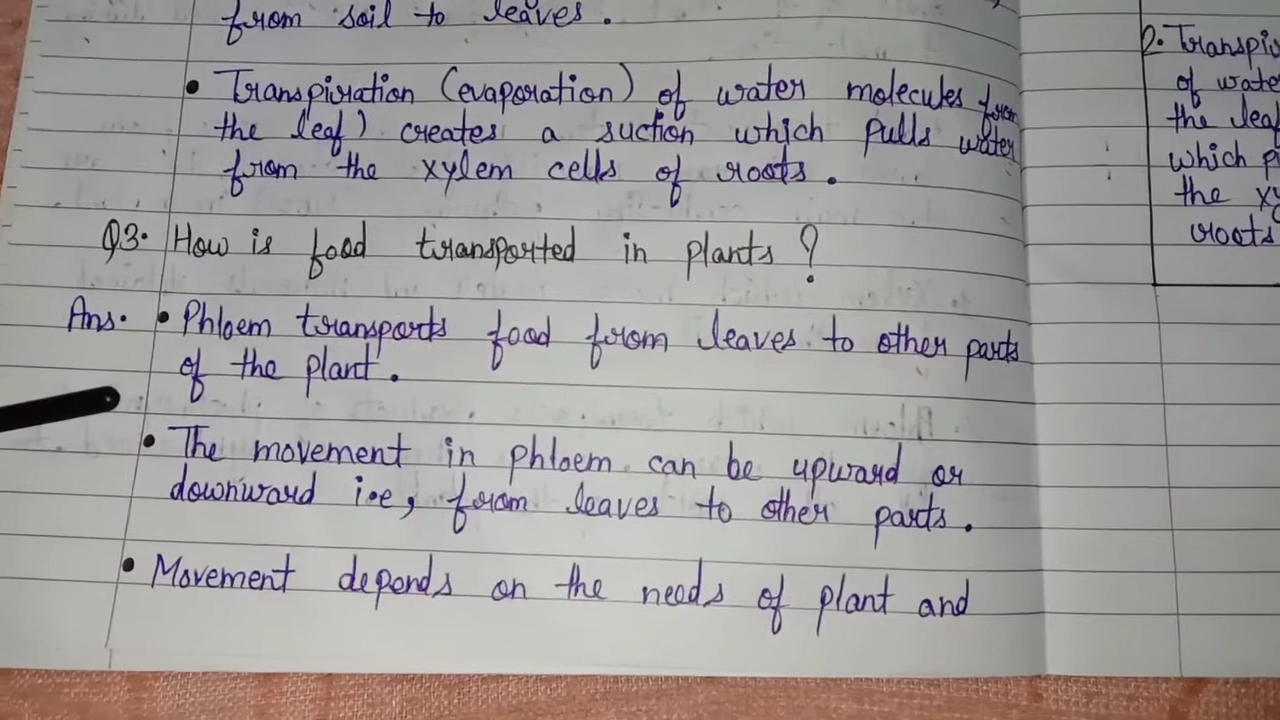 from soil to leaves.
• Transpiration (evaporation) of water molecules from
the leaf) creates a suction which pulls water
from the xylem cells of roots.
Q3. How is food transported in plants?
Ans. • Phloem transports food from leaves to other parts
of the plant.
• The movement in phloem can be upward or
downward i.e, from leaves to other parts.
• Movement depends on the needs of plant and
2. Transpi
of wate
the lea
which p
the xy
roots